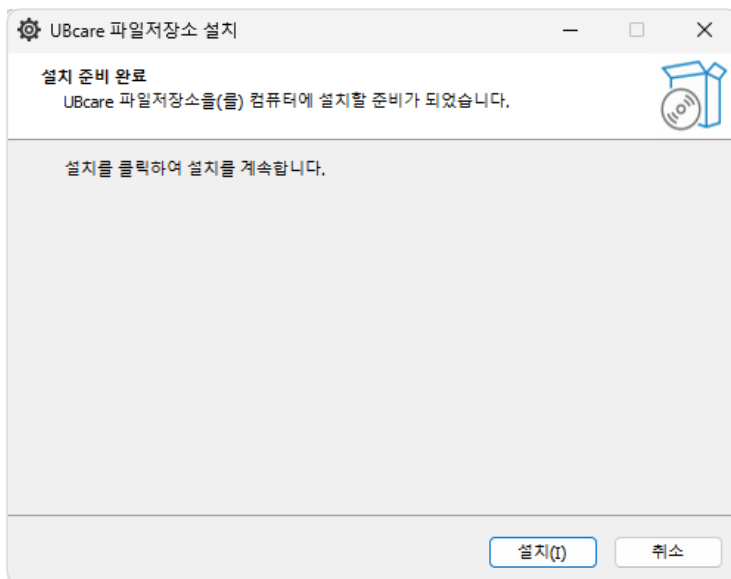 UBcare 파일저장소 설치
설치 준비 완료
UBcare 파일저장소을(를) 컴퓨터에 설치할 준비가 되었습니다.
설치를 클릭하여 설치를 계속합니다.
설치(I) 취소